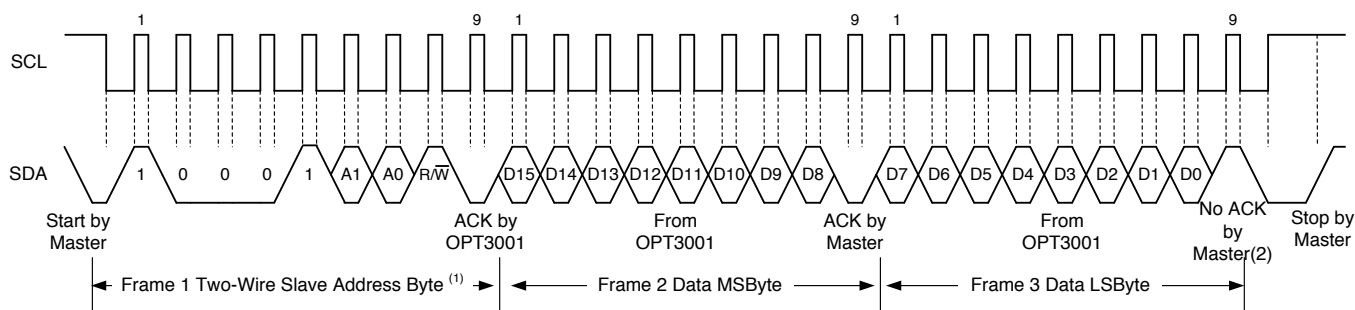 1 9 1 9 1 9
SCL
SDA
1 0 0 0 1 A1 A0 R/W̅ D15 D14 D13 D12 D11 D10 D9 D8 D7 D6 D5 D4 D3 D2 D1 D0
Start by
Master
ACK by
OPT3001
From
OPT3001
ACK by
Master
From
OPT3001
No ACK
by
Master(2)
Stop by
Master
Frame 1 Two-Wire Slave Address Byte (1)
Frame 2 Data MSByte
Frame 3 Data LSByte